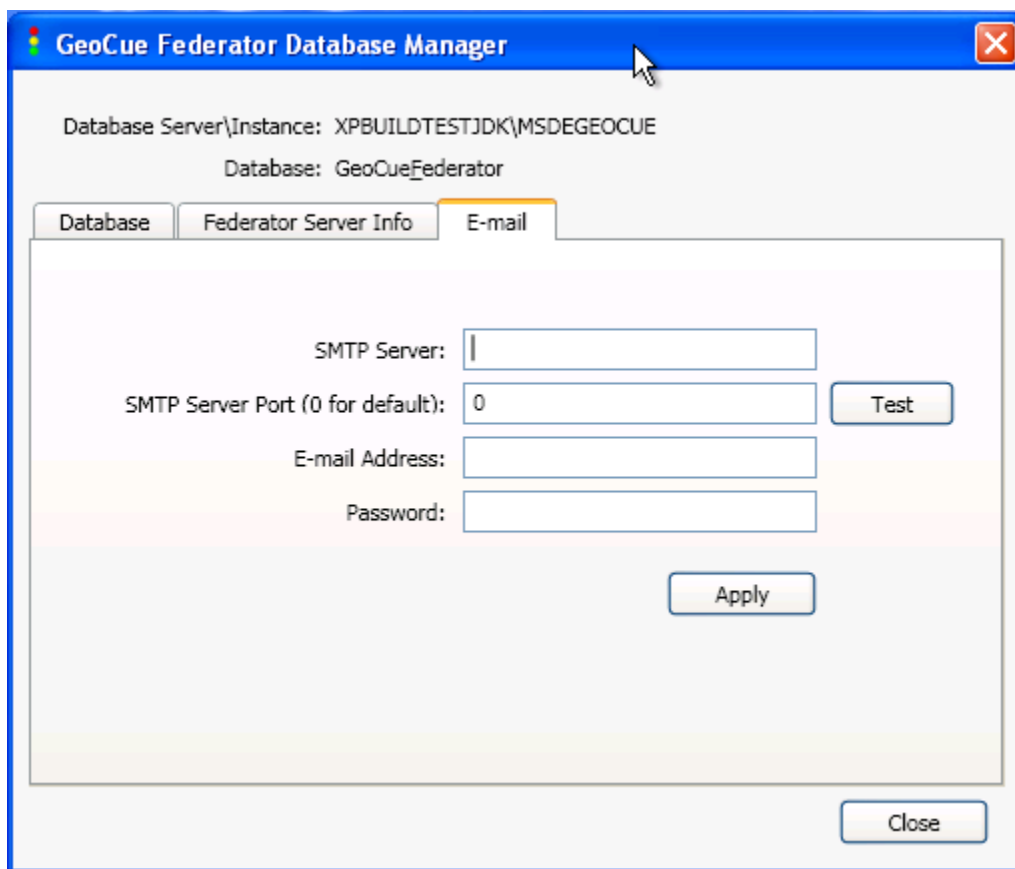 GeoCue Federator Database Manager
Database Server\Instance: XPBUILDTESTJDK\MSDEGEOCUE
Database: GeoCueFederator
Database Federator Server Info E-mail
SMTP Server:
SMTP Server Port (0 for default): 0 Test
E-mail Address:
Password:
Apply
Close